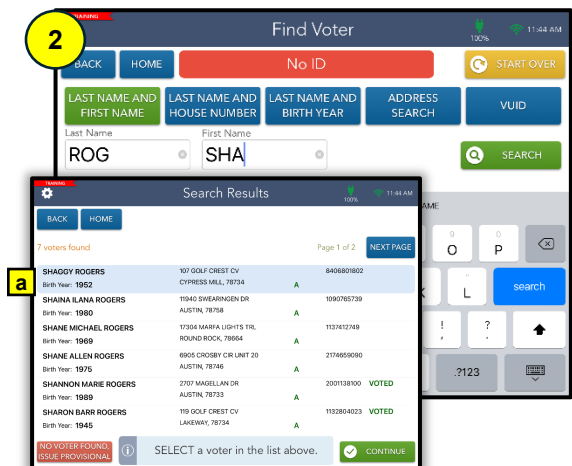 2
TRAINING
Find Voter
100%
11:44 AM
BACK
HOME
No ID
START OVER
LAST NAME AND FIRST NAME
LAST NAME AND HOUSE NUMBER
LAST NAME AND BIRTH YEAR
ADDRESS SEARCH
VUID
Last Name
First Name
ROG
SHA
SEARCH
TRAINING
Search Results
100%
11:44 AM
BACK
HOME
7 voters found
Page 1 of 2
NEXT PAGE
a
SHAGGY ROGERS
107 GOLF CREST CV
8406801802
Birth Year: 1952
CYPRESS MILL, 78734
A
SHAINA ILANA ROGERS
11940 SWEARINGEN DR
1090765739
Birth Year: 1980
AUSTIN, 78758
A
SHANE MICHAEL ROGERS
17304 MARFA LIGHTS TRL
1137412749
Birth Year: 1969
ROUND ROCK, 78664
A
SHANE ALLEN ROGERS
6905 CROSBY CIR UNIT 20
2174659090
Birth Year: 1975
AUSTIN, 78746
A
SHANNON MARIE ROGERS
2707 MAGELLAN DR
2001138100
VOTED
Birth Year: 1989
AUSTIN, 78733
A
SHARON BARR ROGERS
119 GOLF CREST CV
1132804023
VOTED
Birth Year: 1945
LAKEWAY, 78734
A
NO VOTER FOUND,
ISSUE PROVISIONAL
SELECT a voter in the list above.
CONTINUE
AME
9
O
0
P
K
L
search
!
,
?
.
.?123